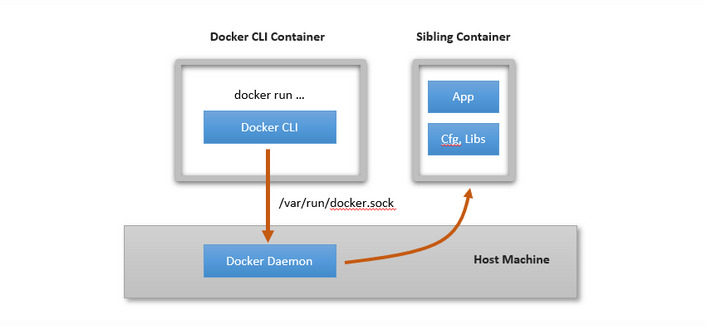 Docker CLI Container
Sibling Container
docker run ...
Docker CLI
App
Cfg, Libs
/var/run/docker.sock
Docker Daemon
Host Machine